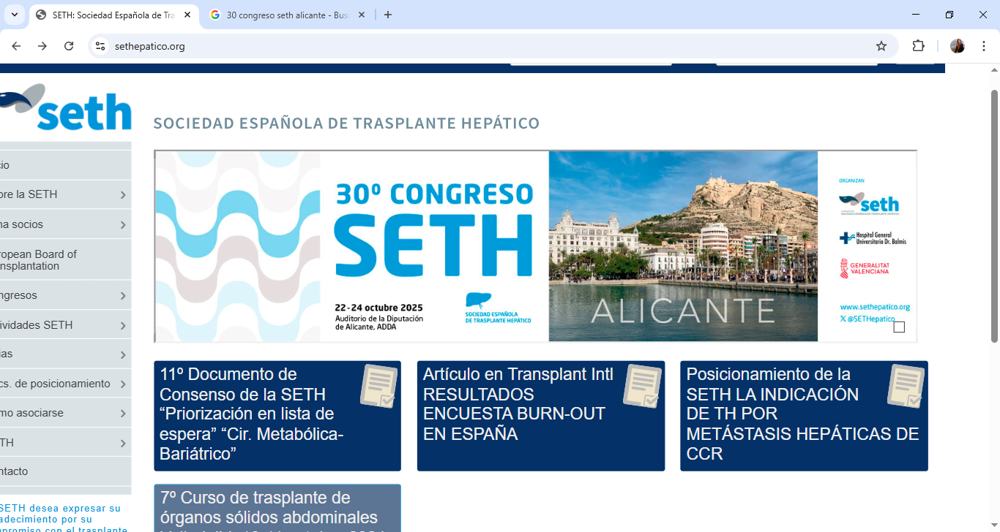 SETH: Sociedad Española de Tra
30 congreso seth alicante - Bus
sethepatico.org
seth
SOCIEDAD ESPAÑOLA DE TRASPLANTE HEPÁTICO
cio
bre la SETH
na socios
ropean Board of
nsplantation
ngresos
ividades SETH
ias
cs. de posicionamiento
mo asociarse
TH
ntacto
SETH desea expresar su
adecimiento por su
mpromiso con el trasplante
30º CONGRESO
SETH
22-24 octubre 2025
Auditorio de la Diputación
de Alicante, ADDA
SOCIEDAD ESPAÑOLA
DE TRASPLANTE HEPÁTICO
ALICANTE
ORGANIZAN
seth
Hospital General
Universitario Dr. Balmis
GENERALITAT
VALENCIANA
www.sethepatico.org
X @SETHepatico
11º Documento de
Consenso de la SETH
“Priorización en lista de
espera” “Cir. Metabólica-
Bariátrico”
Artículo en Transplant Intl
RESULTADOS
ENCUESTA BURN-OUT
EN ESPAÑA
Posicionamiento de la
SETH LA INDICACIÓN
DE TH POR
METÁSTASIS HEPÁTICAS DE
CCR
7º Curso de trasplante de
órganos sólidos abdominales